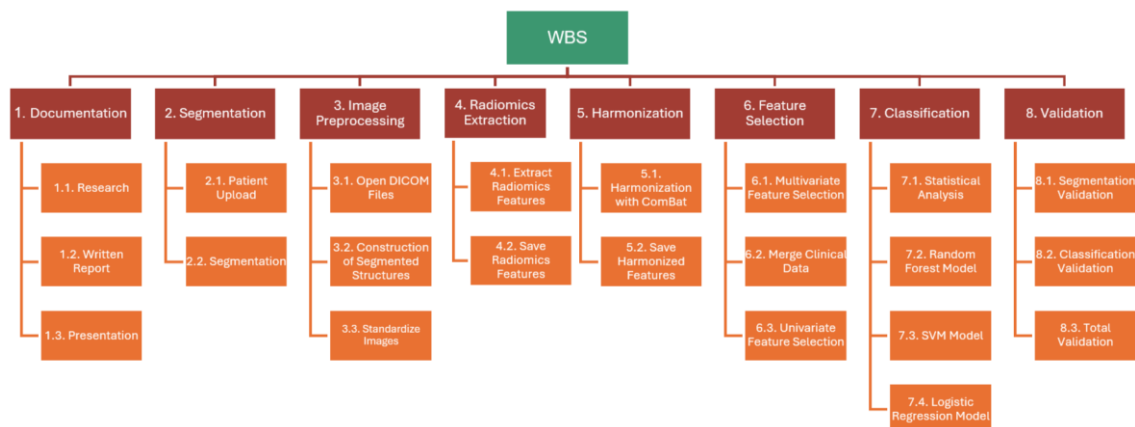 WBS
1. Documentation
2. Segmentation
3. Image
Preprocessing
4. Radiomics
Extraction
5. Harmonization
6. Feature
Selection
7. Classification
8. Validation
1.1. Research
1.2. Written
Report
1.3. Presentation
2.1. Patient
Upload
2.2. Segmentation
3.1. Open DICOM
Files
3.2. Construction
of Segmented
Structures
3.3. Standardize
Images
4.1. Extract
Radiomics
Features
4.2. Save
Radiomics
Features
5.1.
Harmonization
with ComBat
5.2. Save
Harmonized
Features
6.1. Multivariate
Feature Selection
6.2. Merge Clinical
Data
6.3. Univariate
Feature Selection
7.1. Statistical
Analysis
7.2. Random
Forest Model
7.3. SVM Model
7.4. Logistic
Regression Model
8.1. Segmentation
Validation
8.2. Classification
Validation
8.3. Total
Validation